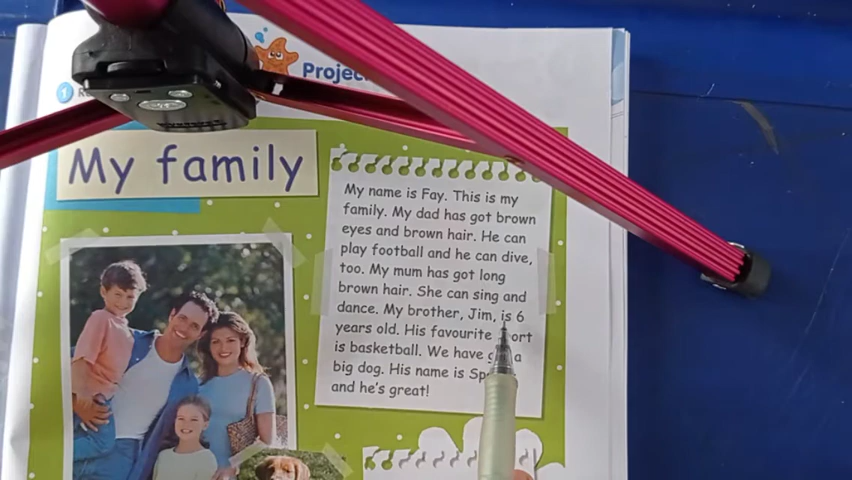 Project
1
My family
My name is Fay. This is my
family. My dad has got brown
eyes and brown hair. He can
play football and he can dive,
too. My mum has got long
brown hair. She can sing and
dance. My brother, Jim, is 6
years old. His favourite
is basketball. We have a
big dog. His name is
and he's great!